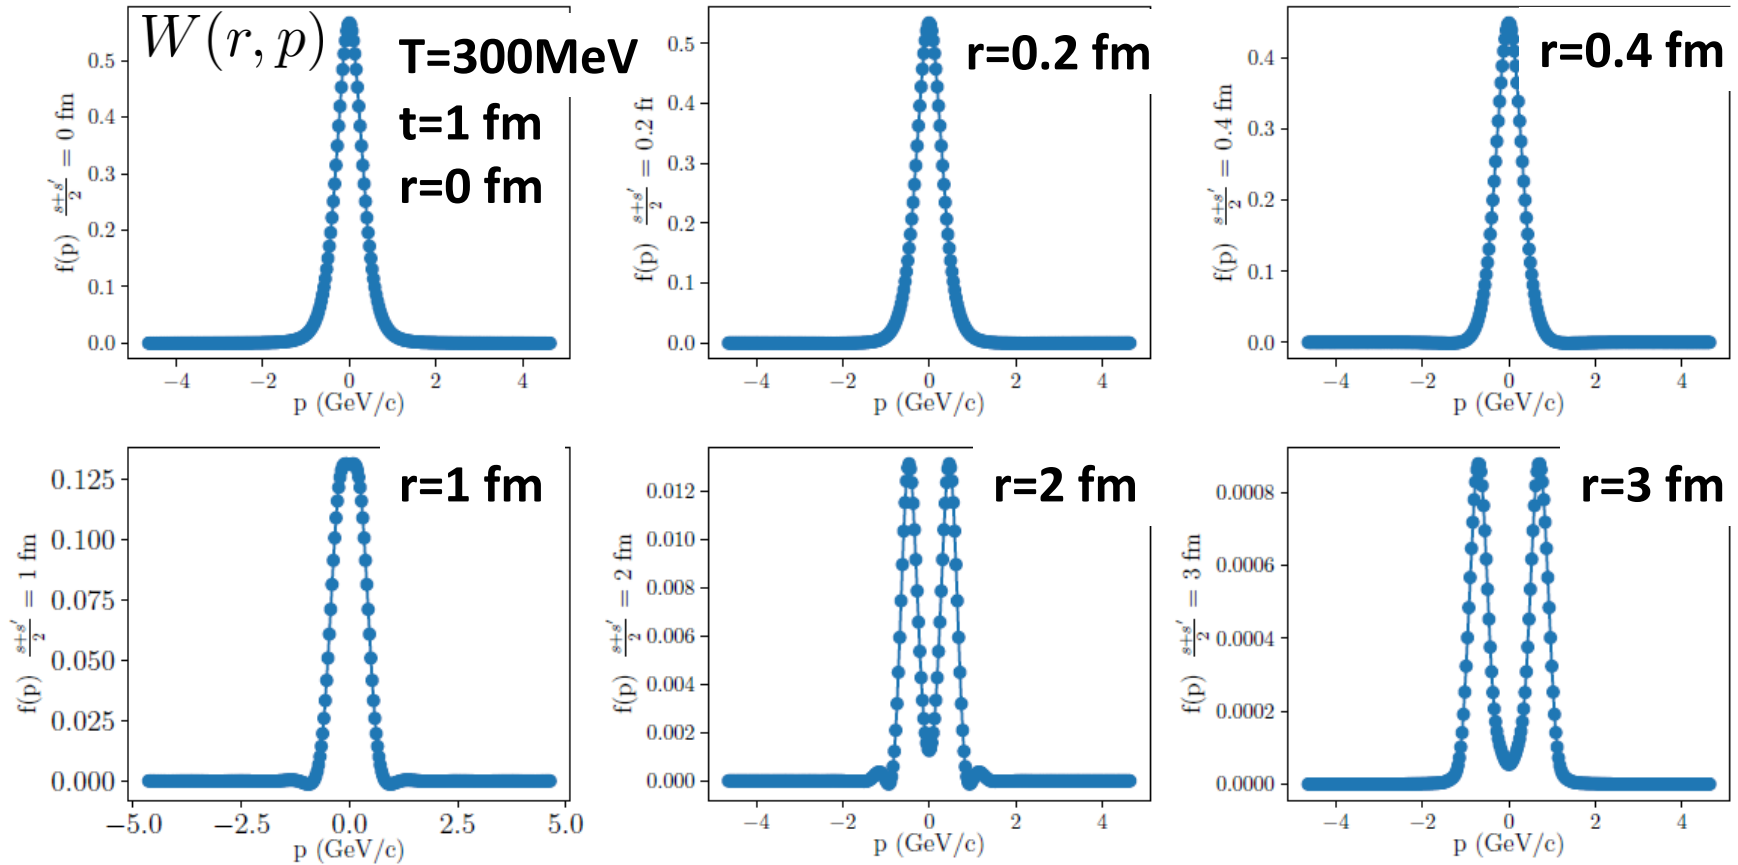 W(r, p)
T=300MeV
t=1 fm
r=0 fm
f(p) s+s′/2 = 0 fm
0.5
0.4
0.3
0.2
0.1
0.0
−4 −2 0 2 4
p (GeV/c)
r=0.2 fm
f(p) s+s′/2 = 0.2 f
0.5
0.4
0.3
0.2
0.1
0.0
−4 −2 0 2 4
p (GeV/c)
r=0.4 fm
f(p) s+s′/2 = 0.4 fm
0.4
0.3
0.2
0.1
0.0
−4 −2 0 2 4
p (GeV/c)
r=1 fm
f(p) s+s′/2 = 1 fm
0.125
0.100
0.075
0.050
0.025
0.000
−5.0 −2.5 0.0 2.5 5.0
p (GeV/c)
r=2 fm
f(p) s+s′/2 = 2 fm
0.012
0.010
0.008
0.006
0.004
0.002
0.000
−4 −2 0 2 4
p (GeV/c)
r=3 fm
f(p) s+s′/2 = 3 fm
0.0008
0.0006
0.0004
0.0002
0.0000
−4 −2 0 2 4
p (GeV/c)